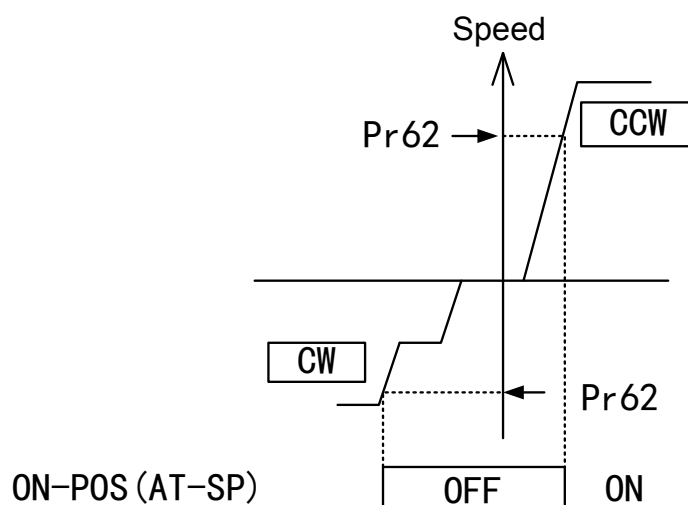 Speed
Pr62
CCW
CW
Pr62
ON-POS(AT-SP) OFF ON